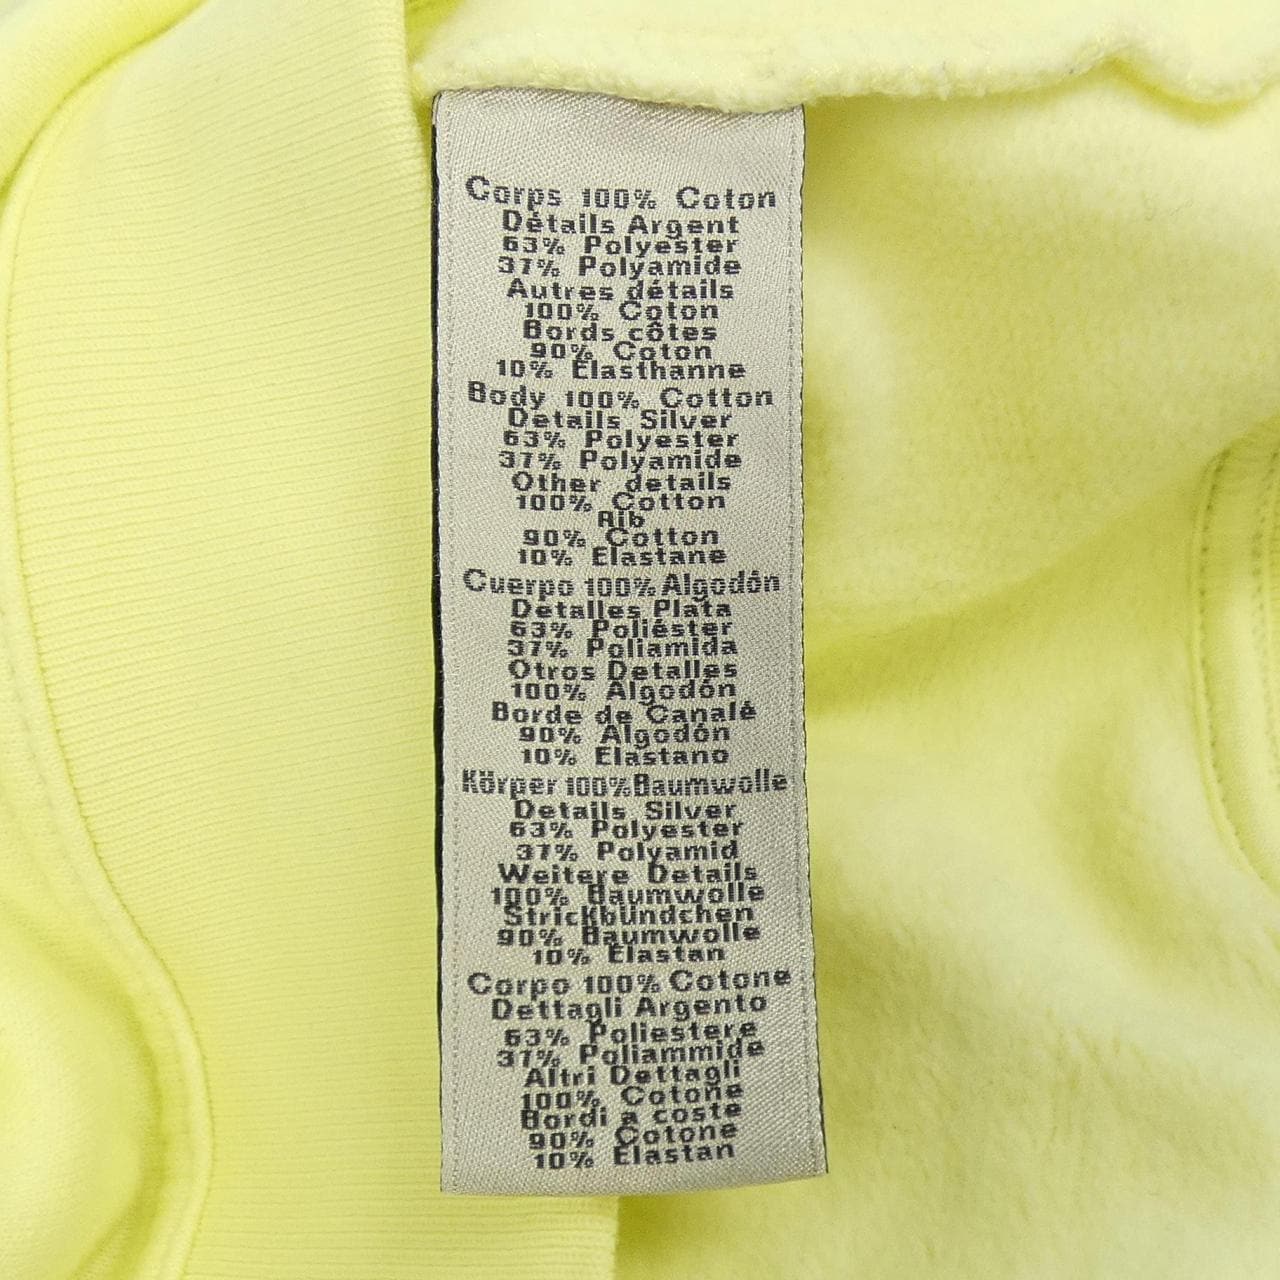 Corps 100% Coton
Détails Argent
63% Polyester
37% Polyamide
Autres détails
100% Coton
Bords côtes
90% Coton
10% Élasthanne
Body 100% Cotton
Details Silver
63% Polyester
37% Polyamide
Other details
100% Cotton
Rib
90% Cotton
10% Elastane
Cuerpo 100% Algodón
Detalles Plata
63% Poliéster
37% Poliamida
Otros Detalles
100% Algodón
Borde de Canalé
90% Algodón
10% Elastano
Körper 100% Baumwolle
Details Silver
63% Polyester
37% Polyamid
Weitere Details
100% Baumwolle
Strickbündchen
90% Baumwolle
10% Elastan
Corpo 100% Cotone
Dettagli Argento
63% Poliestere
37% Poliammide
Altri Dettagli
100% Cotone
Bordi a coste
90% Cotone
10% Elastan